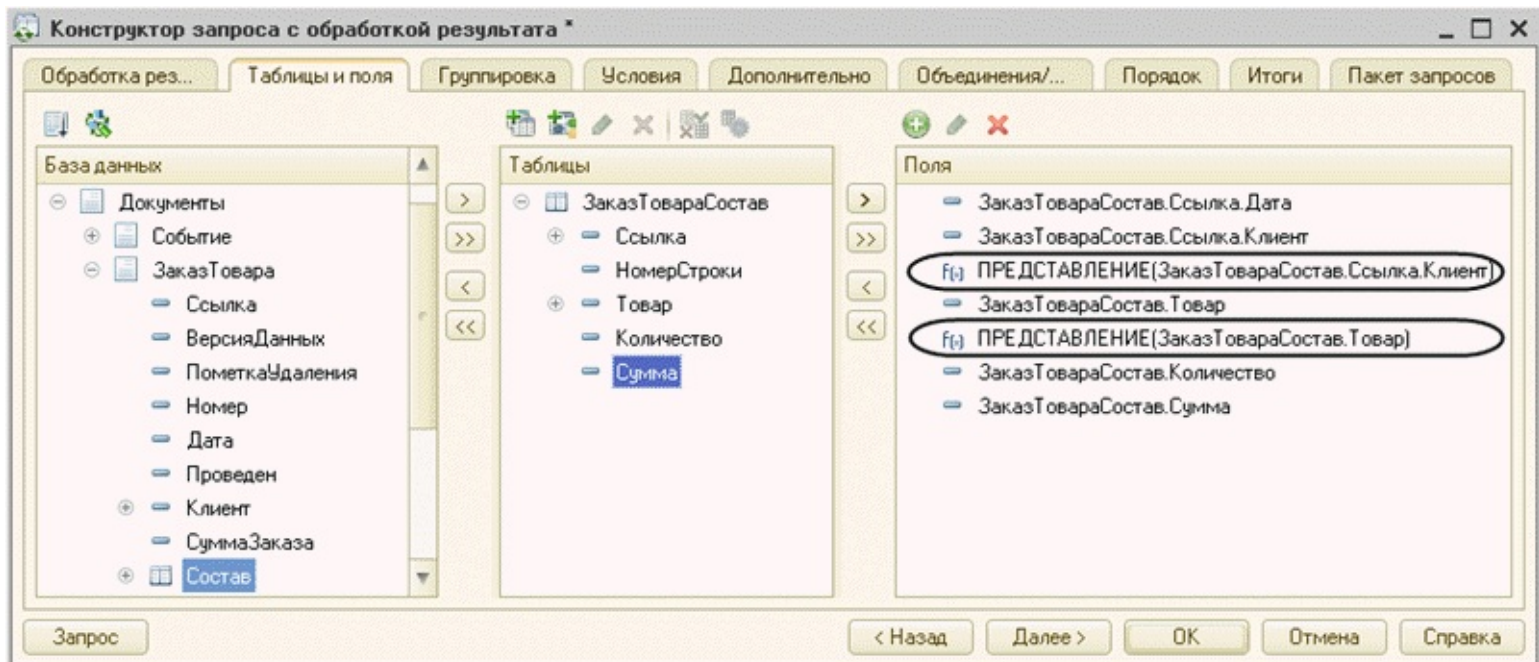 Конструктор запроса с обработкой результата *
Обработка рез... Таблицы и поля Группировка Условия Дополнительно Объединения/... Порядок Итоги Пакет запросов
База данных
Документы
Событие
ЗаказТовара
Ссылка
ВерсияДанных
ПометкаУдаления
Номер
Дата
Проведен
Клиент
СуммаЗаказа
Состав
Таблицы
ЗаказТовараСостав
Ссылка
НомерСтроки
Товар
Количество
Сумма
Поля
ЗаказТовараСостав.Ссылка.Дата
ЗаказТовараСостав.Ссылка.Клиент
ПРЕДСТАВЛЕНИЕ(ЗаказТовараСостав.Ссылка.Клиент)
ЗаказТовараСостав.Товар
ПРЕДСТАВЛЕНИЕ(ЗаказТовараСостав.Товар)
ЗаказТовараСостав.Количество
ЗаказТовараСостав.Сумма
> 
>>
<
<<
>
>>
<
<<
Запрос < Назад Далее > ОК Отмена Справка